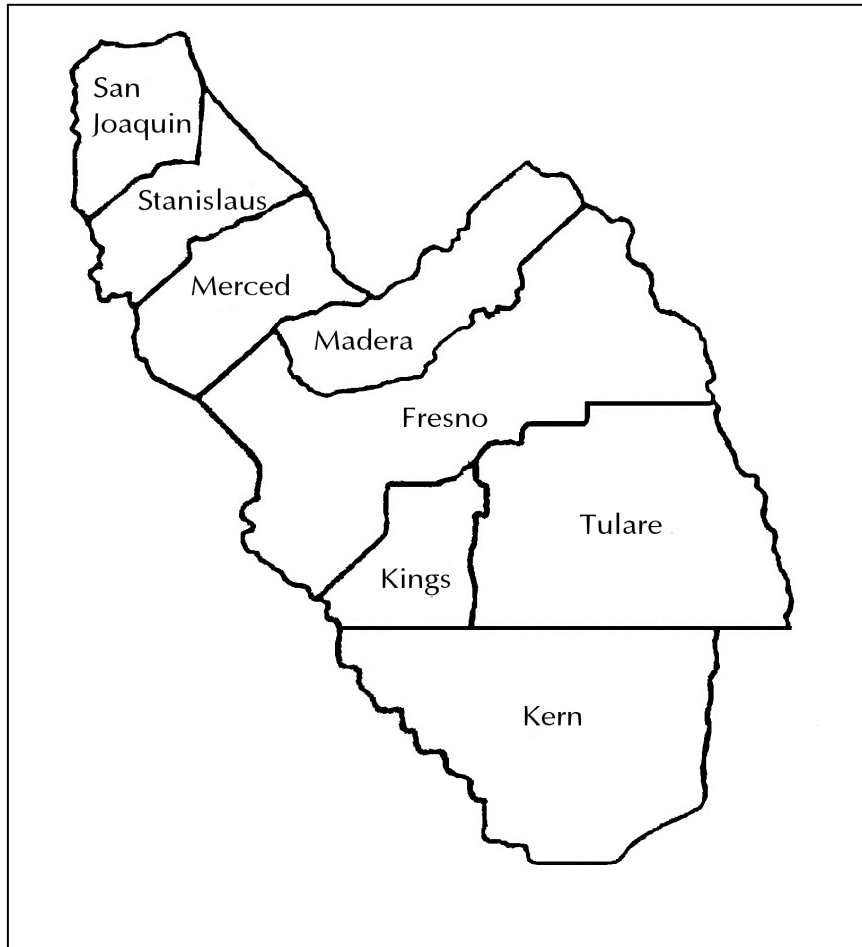 San
Joaquin
Stanislaus
Merced
Madera
Fresno
Tulare
Kings
Kern